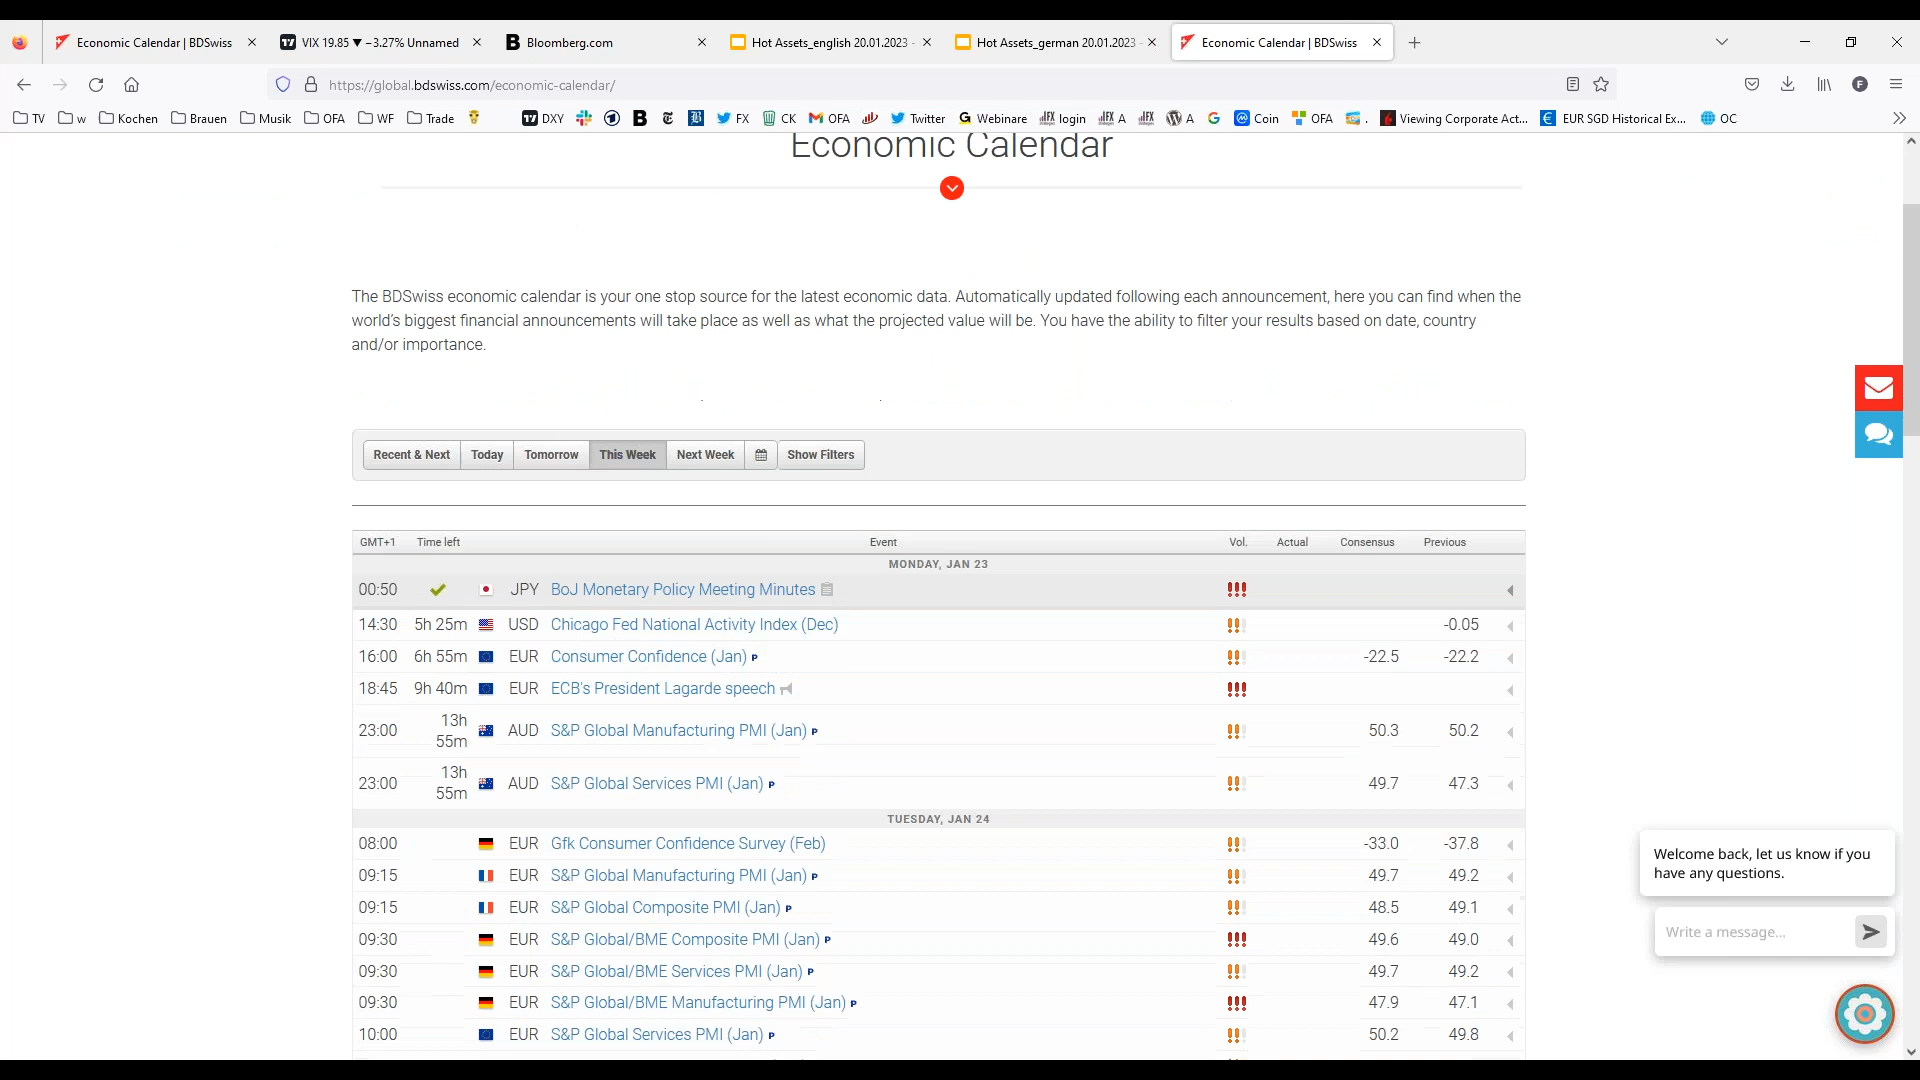 Economic Calendar | BDSwiss
VIX 19.85 ▼ −3.27% Unnamed
Bloomberg.com
Hot Assets_english 20.01.2023 -
Hot Assets_german 20.01.2023 -
Economic Calendar | BDSwiss
https://global.bdswiss.com/economic-calendar/
F
TV w Kochen Brauen Musik OFA WF Trade DXY FX CK OFA Twitter Webinare login A A Coin OFA . Viewing Corporate Act... EUR SGD Historical Ex... OC
Economic Calendar
The BDSwiss economic calendar is your one stop source for the latest economic data. Automatically updated following each announcement, here you can find when the
world's biggest financial announcements will take place as well as what the projected value will be. You have the ability to filter your results based on date, country
and/or importance.
Recent & Next Today Tomorrow This Week Next Week Show Filters
GMT+1 Time left Event Vol. Actual Consensus Previous
MONDAY, JAN 23
00:50 JPY BoJ Monetary Policy Meeting Minutes
14:30 5h 25m USD Chicago Fed National Activity Index (Dec) -0.05
16:00 6h 55m EUR Consumer Confidence (Jan) P -22.5 -22.2
18:45 9h 40m EUR ECB's President Lagarde speech
23:00 13h 55m AUD S&P Global Manufacturing PMI (Jan) P 50.3 50.2
23:00 13h 55m AUD S&P Global Services PMI (Jan) P 49.7 47.3
TUESDAY, JAN 24
08:00 EUR Gfk Consumer Confidence Survey (Feb) -33.0 -37.8
09:15 EUR S&P Global Manufacturing PMI (Jan) P 49.7 49.2
09:15 EUR S&P Global Composite PMI (Jan) P 48.5 49.1
09:30 EUR S&P Global/BME Composite PMI (Jan) P 49.6 49.0
09:30 EUR S&P Global/BME Services PMI (Jan) P 49.7 49.2
09:30 EUR S&P Global/BME Manufacturing PMI (Jan) P 47.9 47.1
10:00 EUR S&P Global Services PMI (Jan) P 50.2 49.8
Welcome back, let us know if you
have any questions.
Write a message...